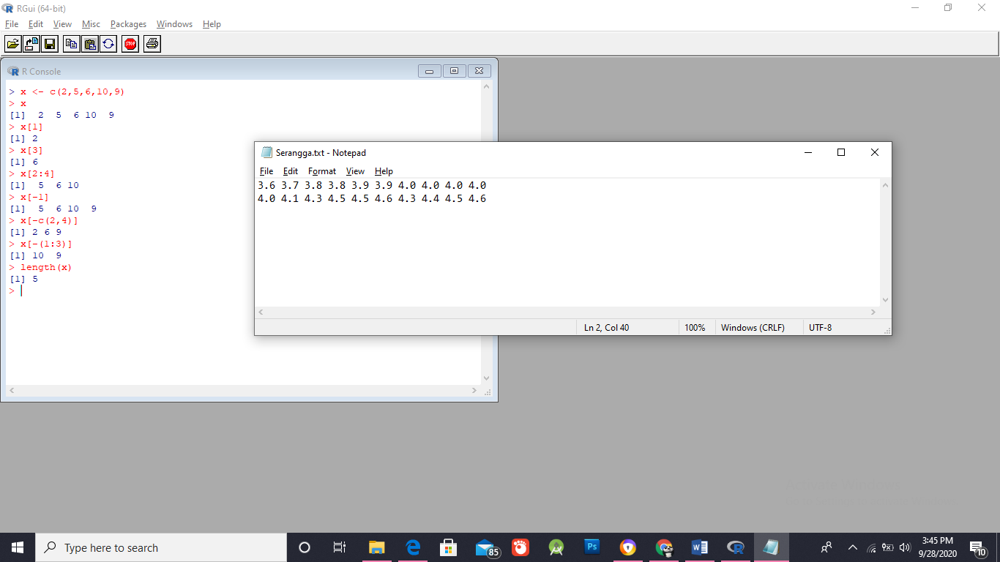 RGui (64-bit)
File Edit View Misc Packages Windows Help
STOP
R Console
> x <- c(2,5,6,10,9)
> x
[1]  2  5  6 10  9
> x[1]
[1] 2
> x[3]
[1] 6
> x[2:4]
[1]  5  6 10
> x[-1]
[1]  5  6 10  9
> x[-c(2,4)]
[1] 2 6 9
> x[-(1:3)]
[1] 10  9
> length(x)
[1] 5
>
Serangga.txt - Notepad
File Edit Format View Help
3.6 3.7 3.8 3.8 3.9 3.9 4.0 4.0 4.0 4.0
4.0 4.1 4.3 4.5 4.5 4.6 4.3 4.4 4.5 4.6
Ln 2, Col 40 100% Windows (CRLF) UTF-8
Type here to search
85
Ps
3:45 PM
9/28/2020
10